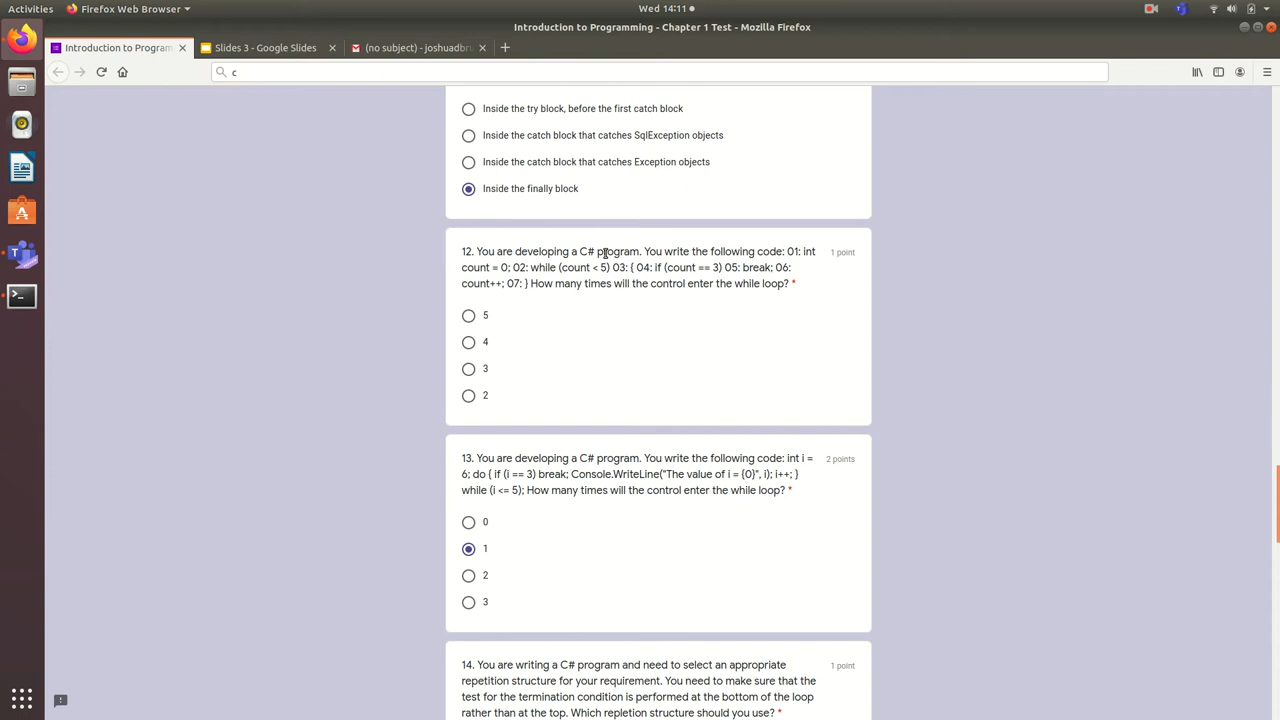 Activities
Firefox Web Browser
Wed 14:11
Introduction to Programming - Chapter 1 Test - Mozilla Firefox
Introduction to Program
Slides 3 - Google Slides
(no subject) - joshuadbr
c
Inside the try block, before the first catch block
Inside the catch block that catches SqlException objects
Inside the catch block that catches Exception objects
Inside the finally block
12. You are developing a C# program. You write the following code: 01: int
count = 0; 02: while (count < 5) 03: { 04: if (count == 3) 05: break; 06:
count++; 07: } How many times will the control enter the while loop? *
1 point
5
4
3
2
13. You are developing a C# program. You write the following code: int i =
6; do { if (i == 3) break; Console.WriteLine("The value of i = {0}", i); i++; }
while (i <= 5); How many times will the control enter the while loop? *
2 points
0
1
2
3
14. You are writing a C# program and need to select an appropriate
repetition structure for your requirement. You need to make sure that the
test for the termination condition is performed at the bottom of the loop
rather than at the top. Which repletion structure should you use? *
1 point